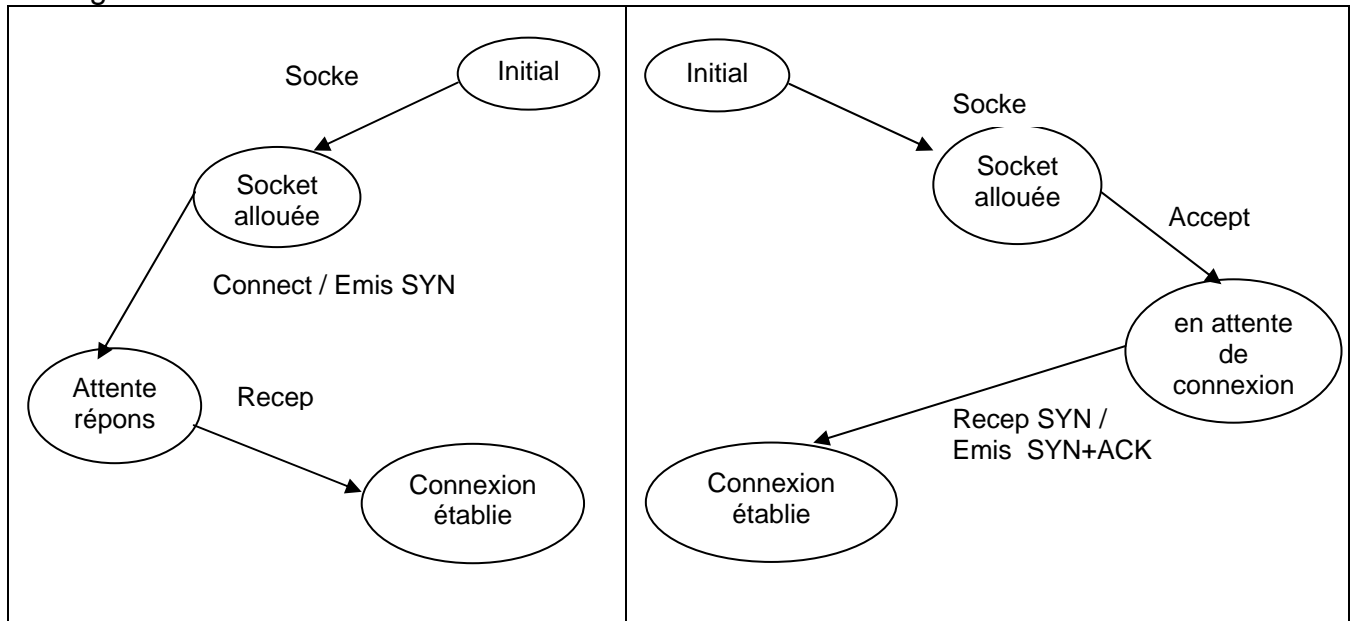 Socke
Initial
Socket
allouée
Connect / Emis SYN
Attente
répons
Recep
Connexion
établie
Initial
Socke
Socket
allouée
Accept
en attente
de
connexion
Recep SYN /
Emis SYN+ACK
Connexion
établie